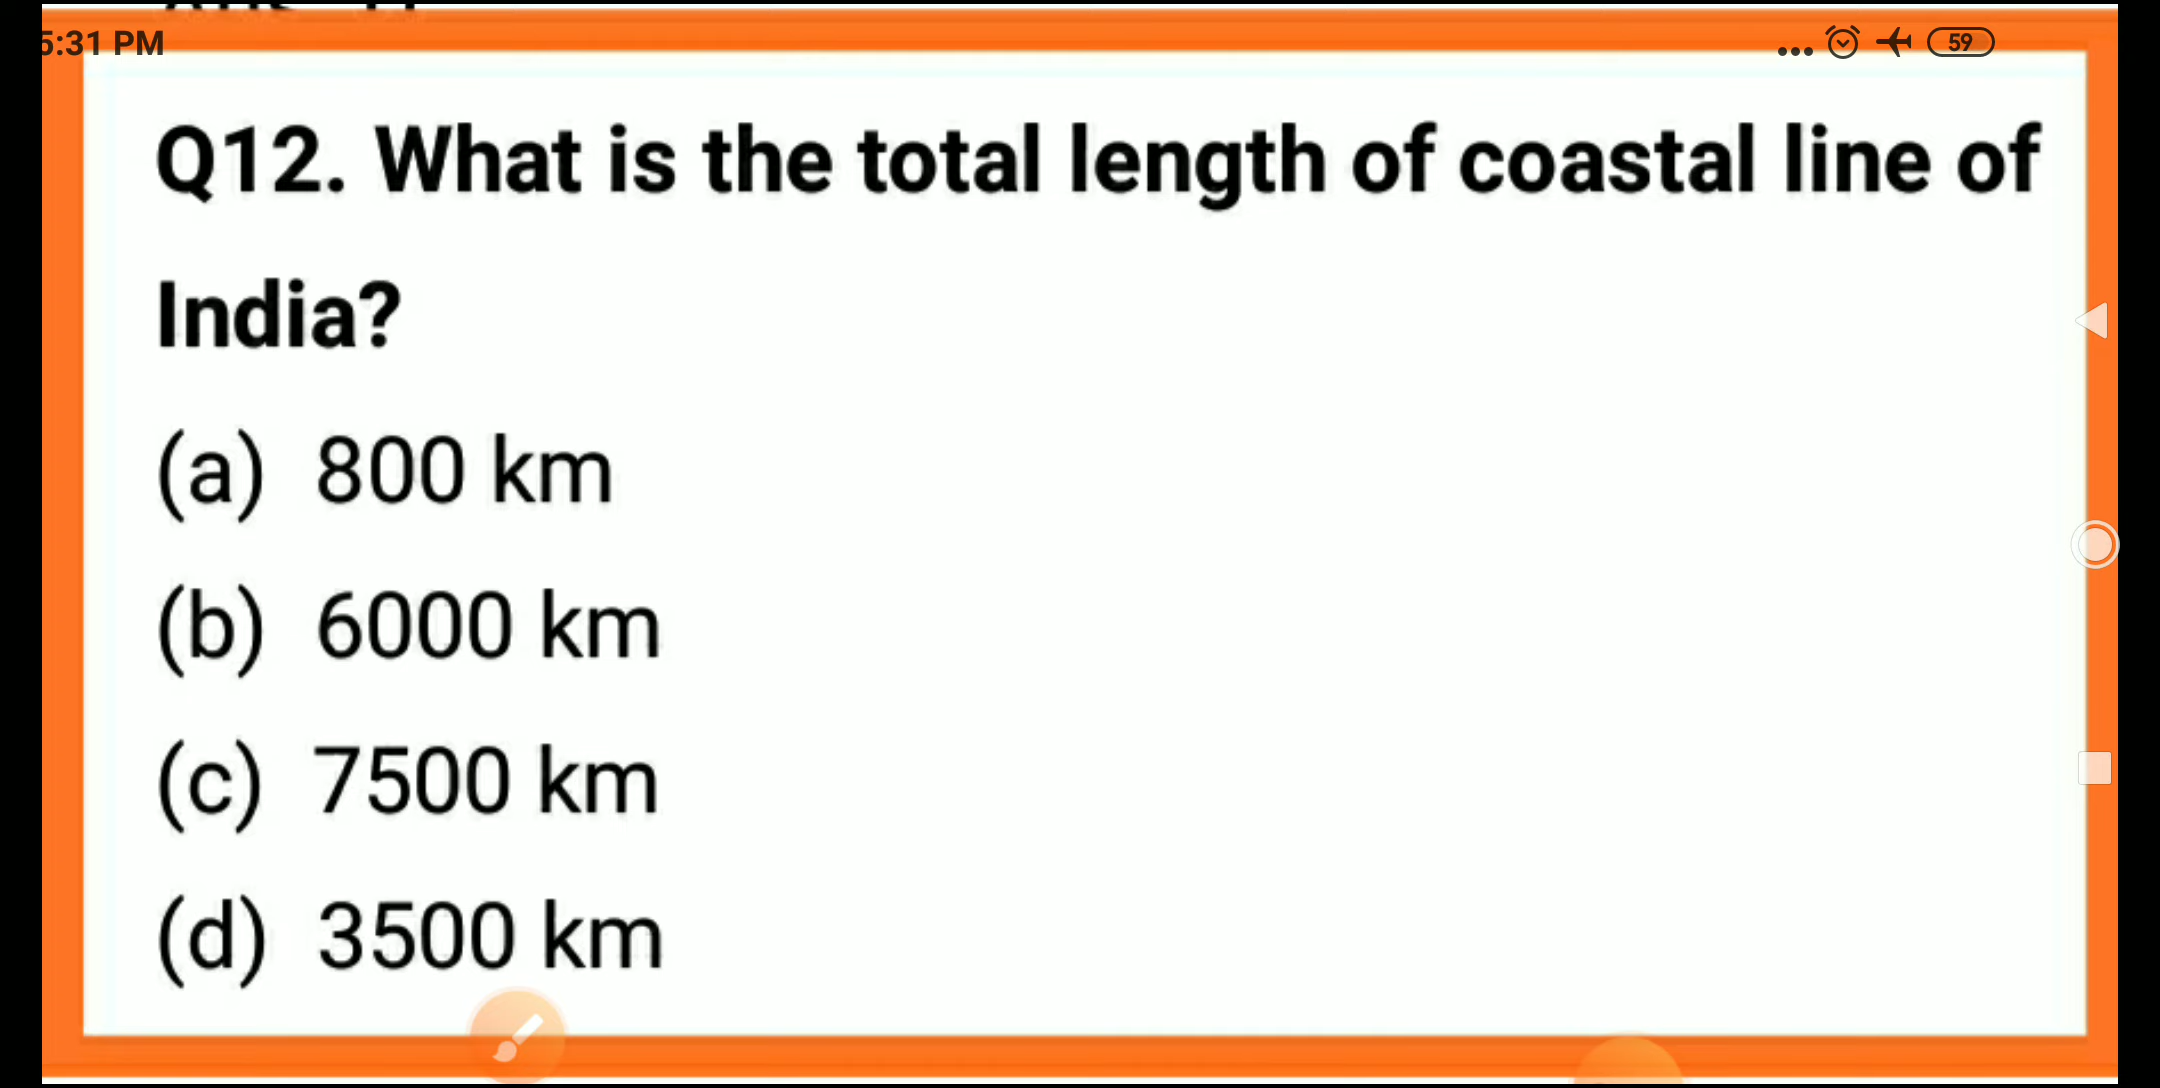 5:31 PM
59
Q12. What is the total length of coastal line of
India?
(a) 800 km
(b) 6000 km
(c) 7500 km
(d) 3500 km